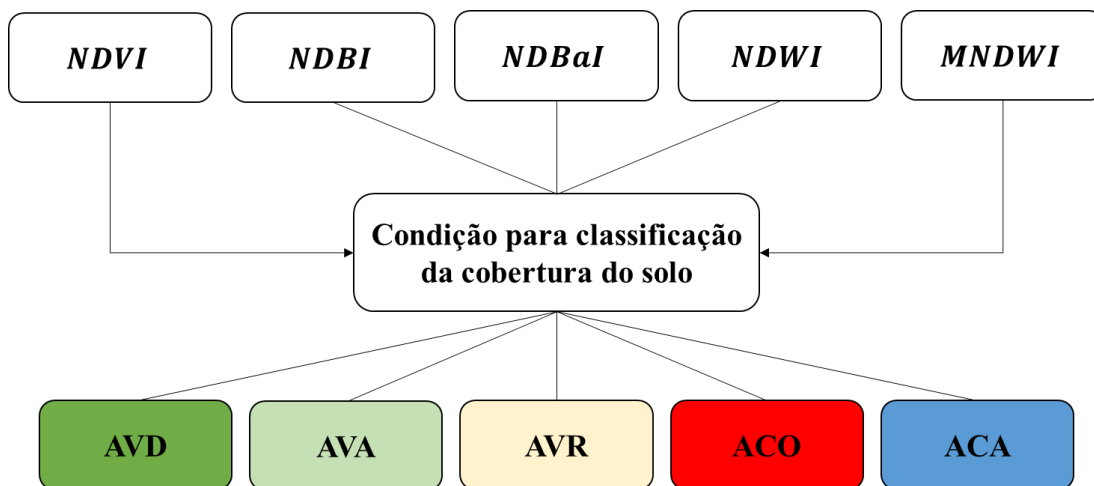 NDVI
NDBI
NDBaI
NDWI
MNDWI
Condição para classificação
da cobertura do solo
AVD
AVA
AVR
ACO
ACA